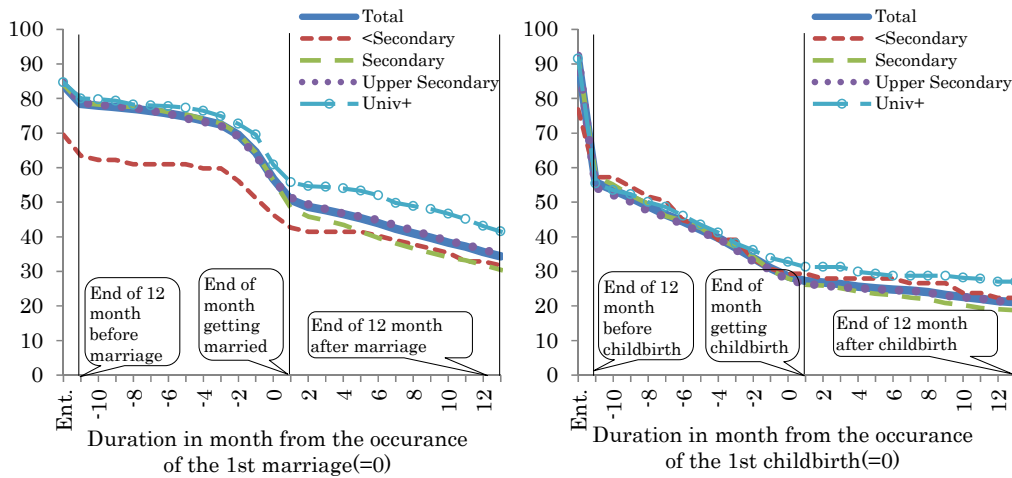 Total
<Secondary
Secondary
Upper Secondary
Univ+
100
90
80
70
60
50
40
30
20
10
0
End of 12
month
before
marriage
End of
month
getting
married
End of 12 month
after marriage
Ent.
-10
-8
-6
-4
-2
0
2
4
6
8
10
12
Duration in month from the occurance
of the 1st marriage(=0)
Total
<Secondary
Secondary
Upper Secondary
Univ+
100
90
80
70
60
50
40
30
20
10
0
End of 12
month
before
childbirth
End of
month
getting
childbirth
End of 12 month
after childbirth
Ent.
-10
-8
-6
-4
-2
0
2
4
6
8
10
12
Duration in month from the occurance
of the 1st childbirth(=0)